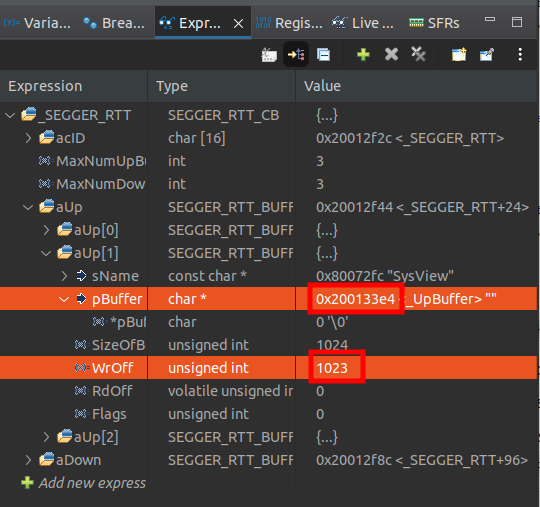 (x)= Varia... Brea... Expr... × Regis... Live ... SFRs
Expression Type Value
_SEGGER_RTT SEGGER_RTT_CB {...}
acID char [16] 0x20012f2c <_SEGGER_RTT>
MaxNumUpBu int 3
MaxNumDow int 3
aUp SEGGER_RTT_BUFF 0x20012f44 <_SEGGER_RTT+24>
aUp[0] SEGGER_RTT_BUFF {...}
aUp[1] SEGGER_RTT_BUFF {...}
sName const char * 0x80072fc "SysView"
pBuffer char * 0x200133e4 <_UpBuffer> ""
*pBuf char 0 '\0'
SizeOfB unsigned int 1024
WrOff unsigned int 1023
RdOff volatile unsigned in 0
Flags unsigned int 0
aUp[2] SEGGER_RTT_BUFF {...}
aDown SEGGER_RTT_BUFF 0x20012f8c <_SEGGER_RTT+96>
Add new express